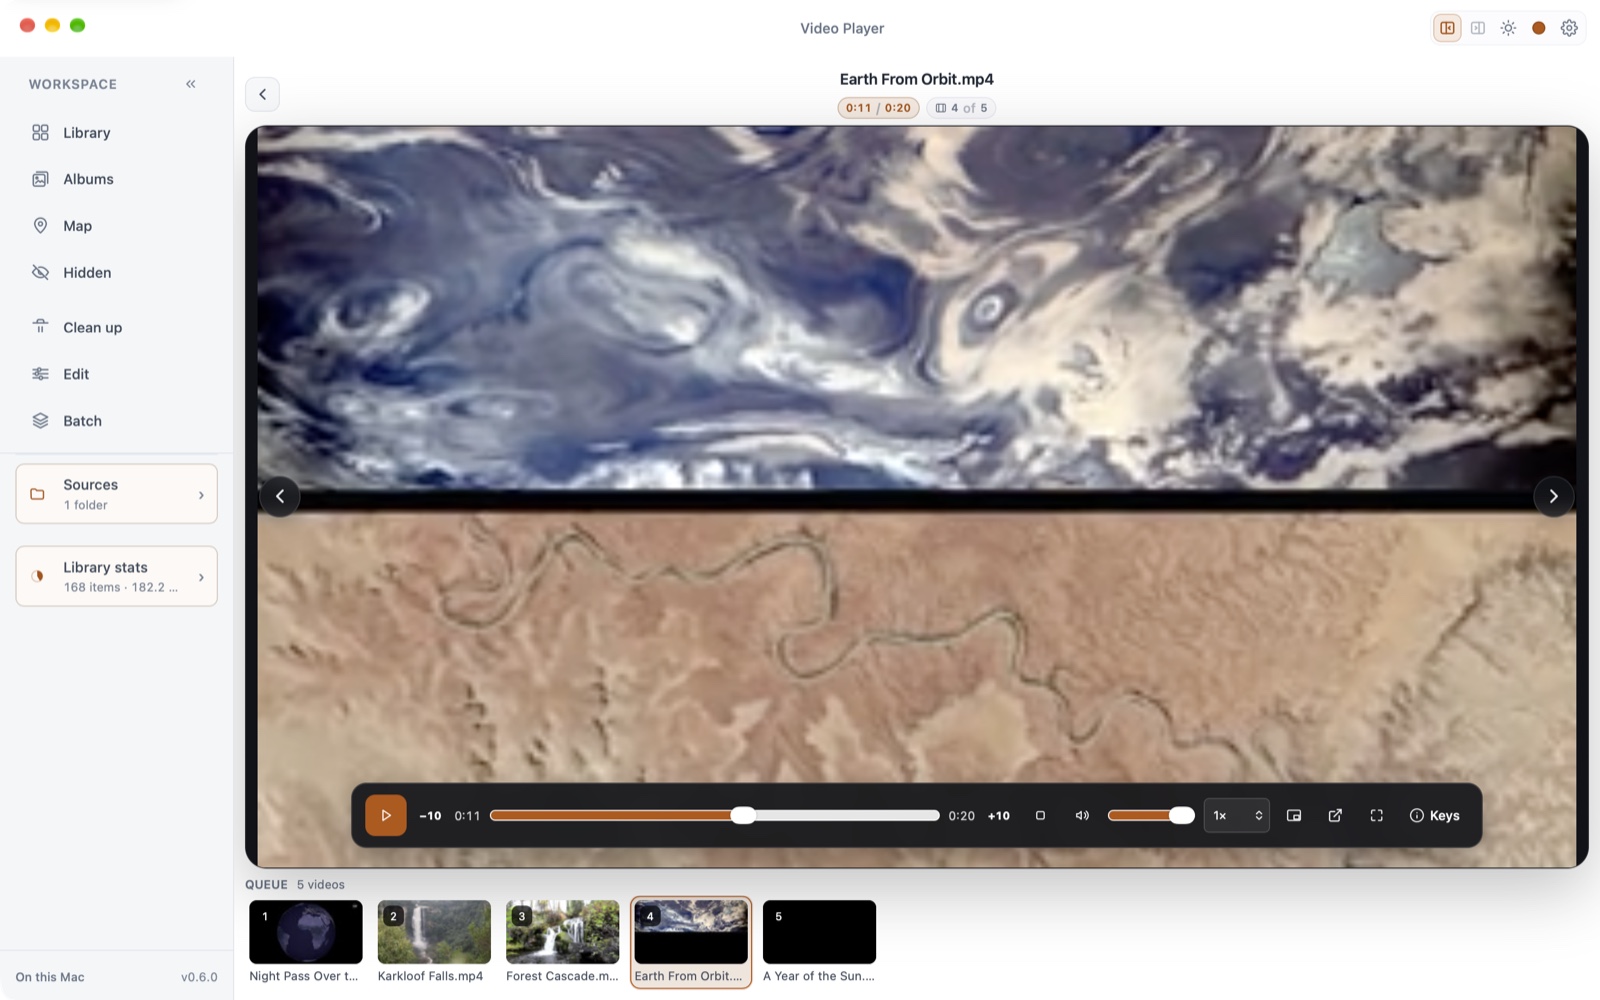 Video Player
WORKSPACE
Library
Albums
Map
Hidden
Clean up
Edit
Batch
Sources
1 folder
Library stats
168 items · 182.2 ...
On this Mac
v0.6.0
Earth From Orbit.mp4
0:11 / 0:20
4 of 5
−10
0:11
0:20
+10
1×
Keys
QUEUE 5 videos
1
2
3
4
5
Night Pass Over t...
Karkloof Falls.mp4
Forest Cascade.m...
Earth From Orbit....
A Year of the Sun....